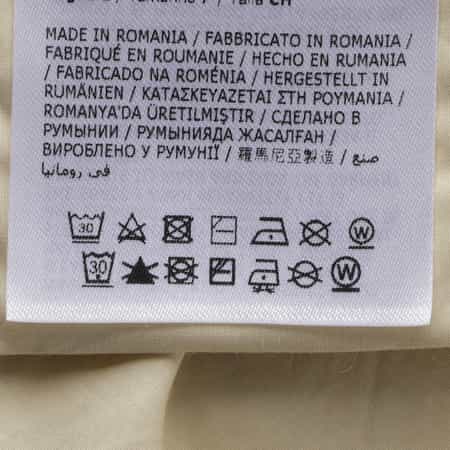 MADE IN ROMANIA / FABBRICATO IN ROMANIA /
FABRIQUÉ EN ROUMANIE / HECHO EN RUMANIA
/ FABRICADO NA ROMÉNIA / HERGESTELLT IN
RUMÄNIEN / ΚΑΤΑΣΚΕΥΑΖΕΤΑΙ ΣΤΗ ΡΟΥΜΑΝΙΑ /
ROMANYA'DA ÜRETILMIŞTIR / СДЕЛАНО В
РУМЫНИИ / РУМЫНИЯДА ЖАСАЛҒАН /
ВИРОБЛЕНО У РУМУНІЇ / 羅馬尼亞製造 / صنع
في رومانيا
30 W
30 W